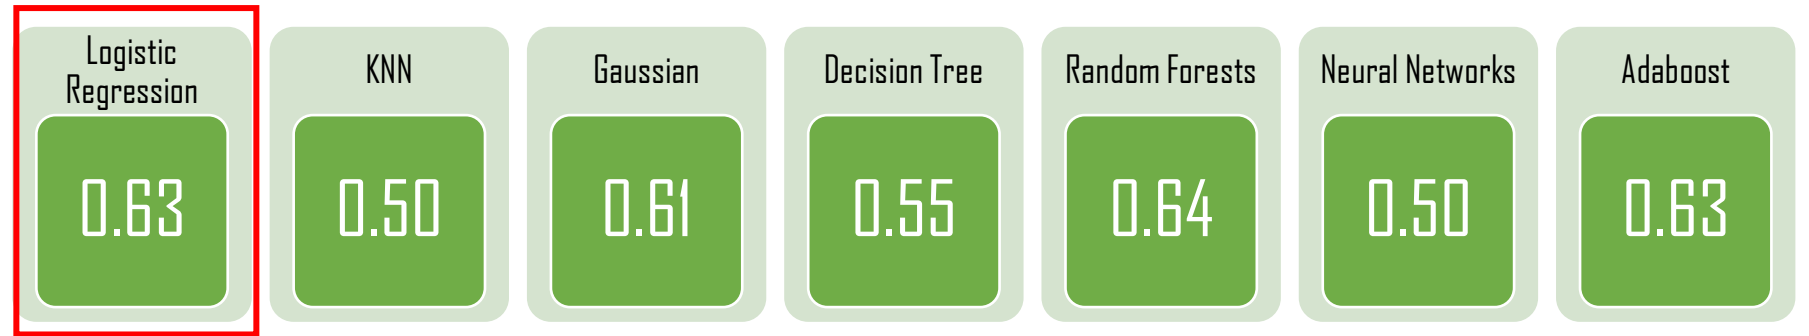 Logistic
Regression
KNN
Gaussian
Decision Tree
Random Forests
Neural Networks
Adaboost
0.63
0.50
0.61
0.55
0.64
0.50
0.63